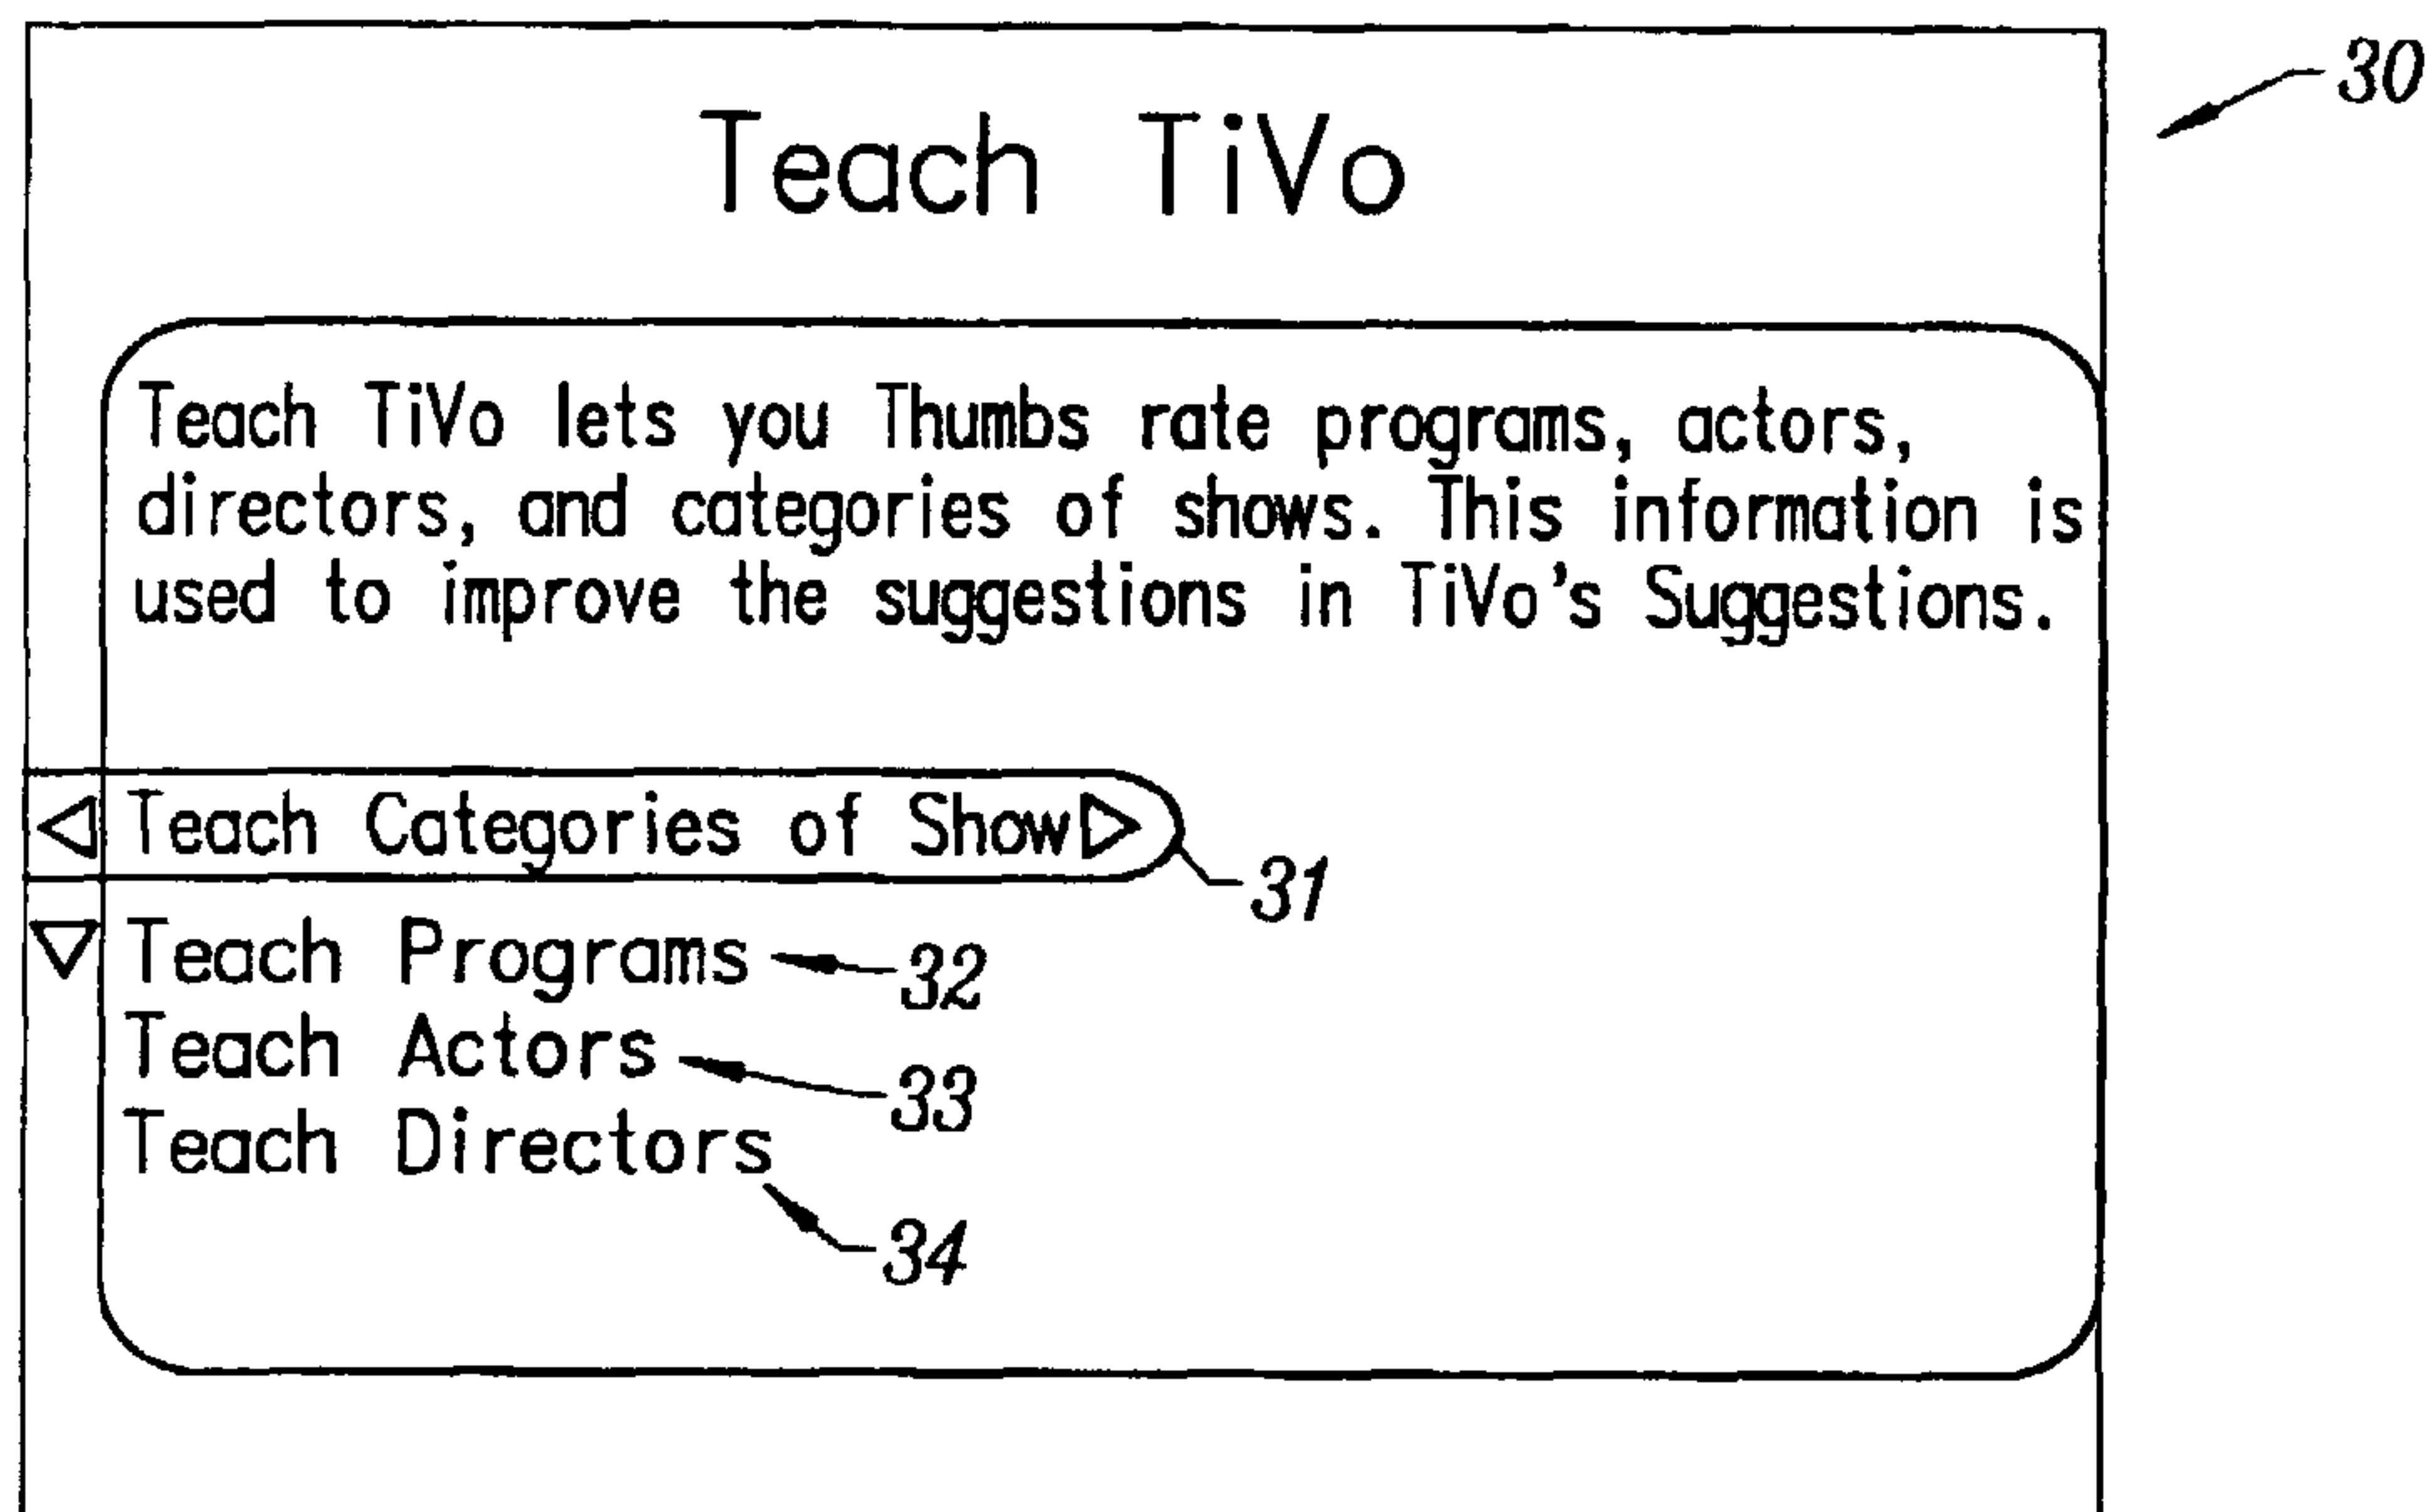 30
Teach TiVo
Teach TiVo lets you Thumbs rate programs, actors,
directors, and categories of shows. This information is
used to improve the suggestions in TiVo's Suggestions.
Teach Categories of Show
31
Teach Programs 32
Teach Actors 33
Teach Directors
34